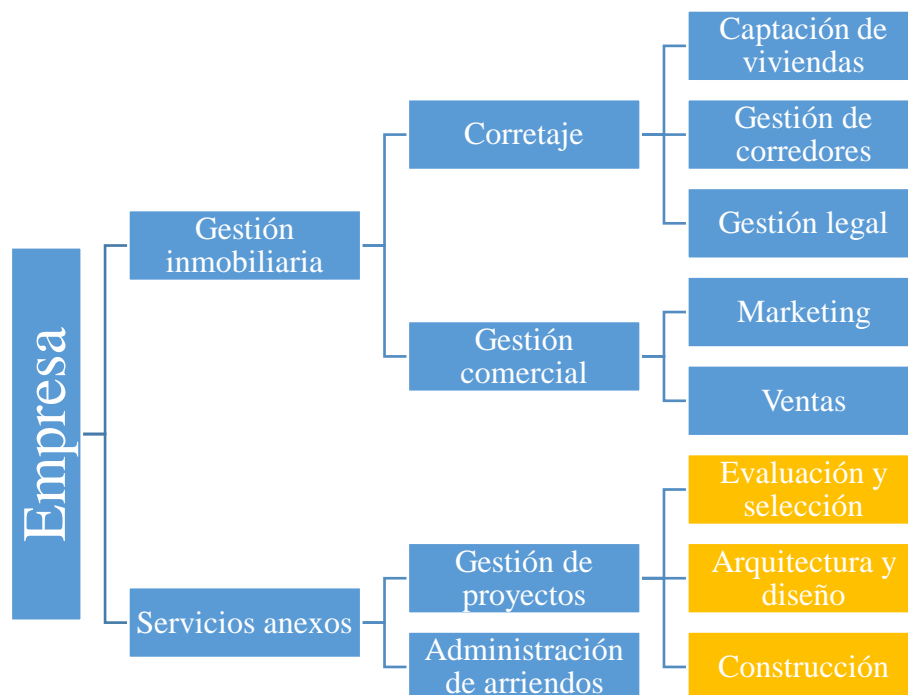 Empresa
Gestión
inmobiliaria
Corretaje
Captación de
viviendas
Gestión de
corredores
Gestión legal
Gestión
comercial
Marketing
Ventas
Servicios anexos
Gestión de
proyectos
Evaluación y
selección
Arquitectura y
diseño
Construcción
Administración
de arriendos